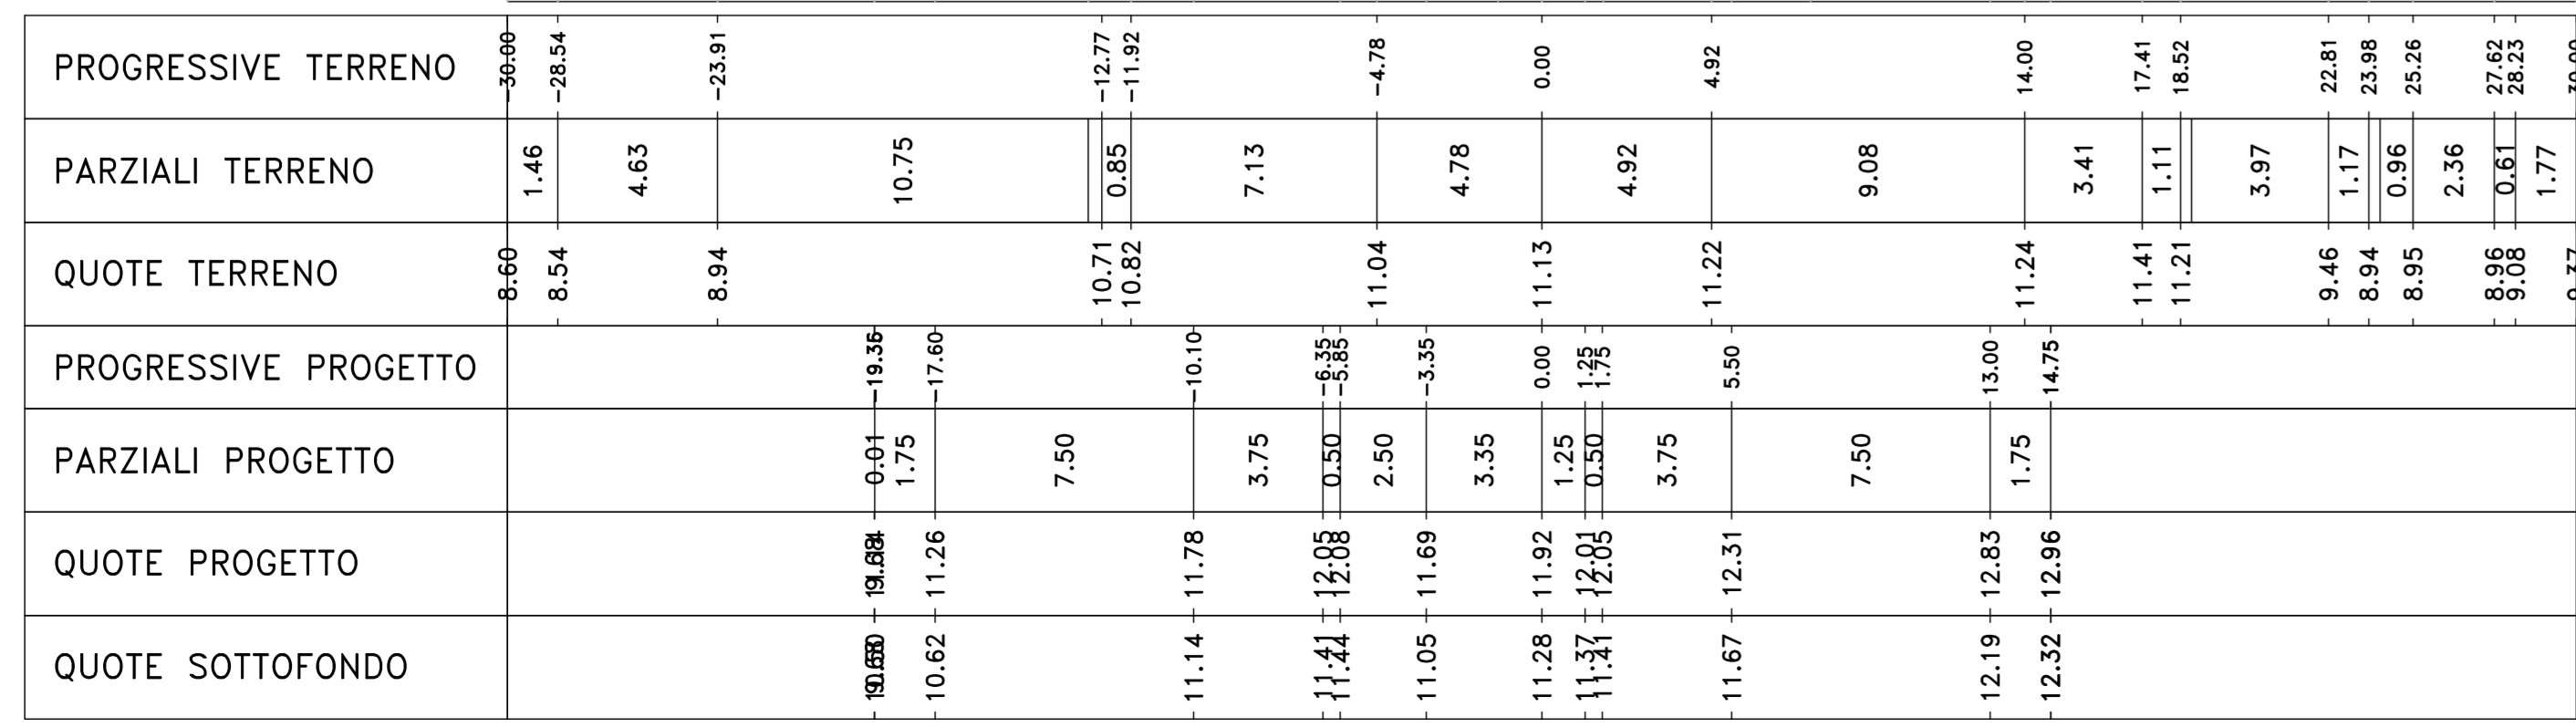 PROGRESSIVE TERRENO -30.00 -28.54 -23.91 -12.77 -11.92 -4.78 0.00 4.92 14.00 17.41 18.52 22.81 23.98 25.26 27.62 28.23
PARZIALI TERRENO 1.46 4.63 10.75 0.85 7.13 4.78 4.92 9.08 3.41 1.11 3.97 1.17 0.96 2.36 0.61 1.77
QUOTE TERRENO 8.60 8.54 8.94 10.71 10.82 11.04 11.13 11.22 11.24 11.41 11.21 9.46 8.94 8.95 8.96 9.08
PROGRESSIVE PROGETTO -17.60 -10.10 -6.35 -5.85 -3.35 0.00 1.25 1.75 5.50 13.00 14.75
PARZIALI PROGETTO 0.01 1.75 7.50 3.75 0.50 2.50 3.35 1.25 0.50 3.75 7.50 1.75
QUOTE PROGETTO 11.26 11.78 12.05 12.08 11.69 11.92 12.01 12.05 12.31 12.83 12.96
QUOTE SOTTOFONDO 10.62 11.14 11.41 11.44 11.05 11.28 11.37 11.41 11.67 12.19 12.32